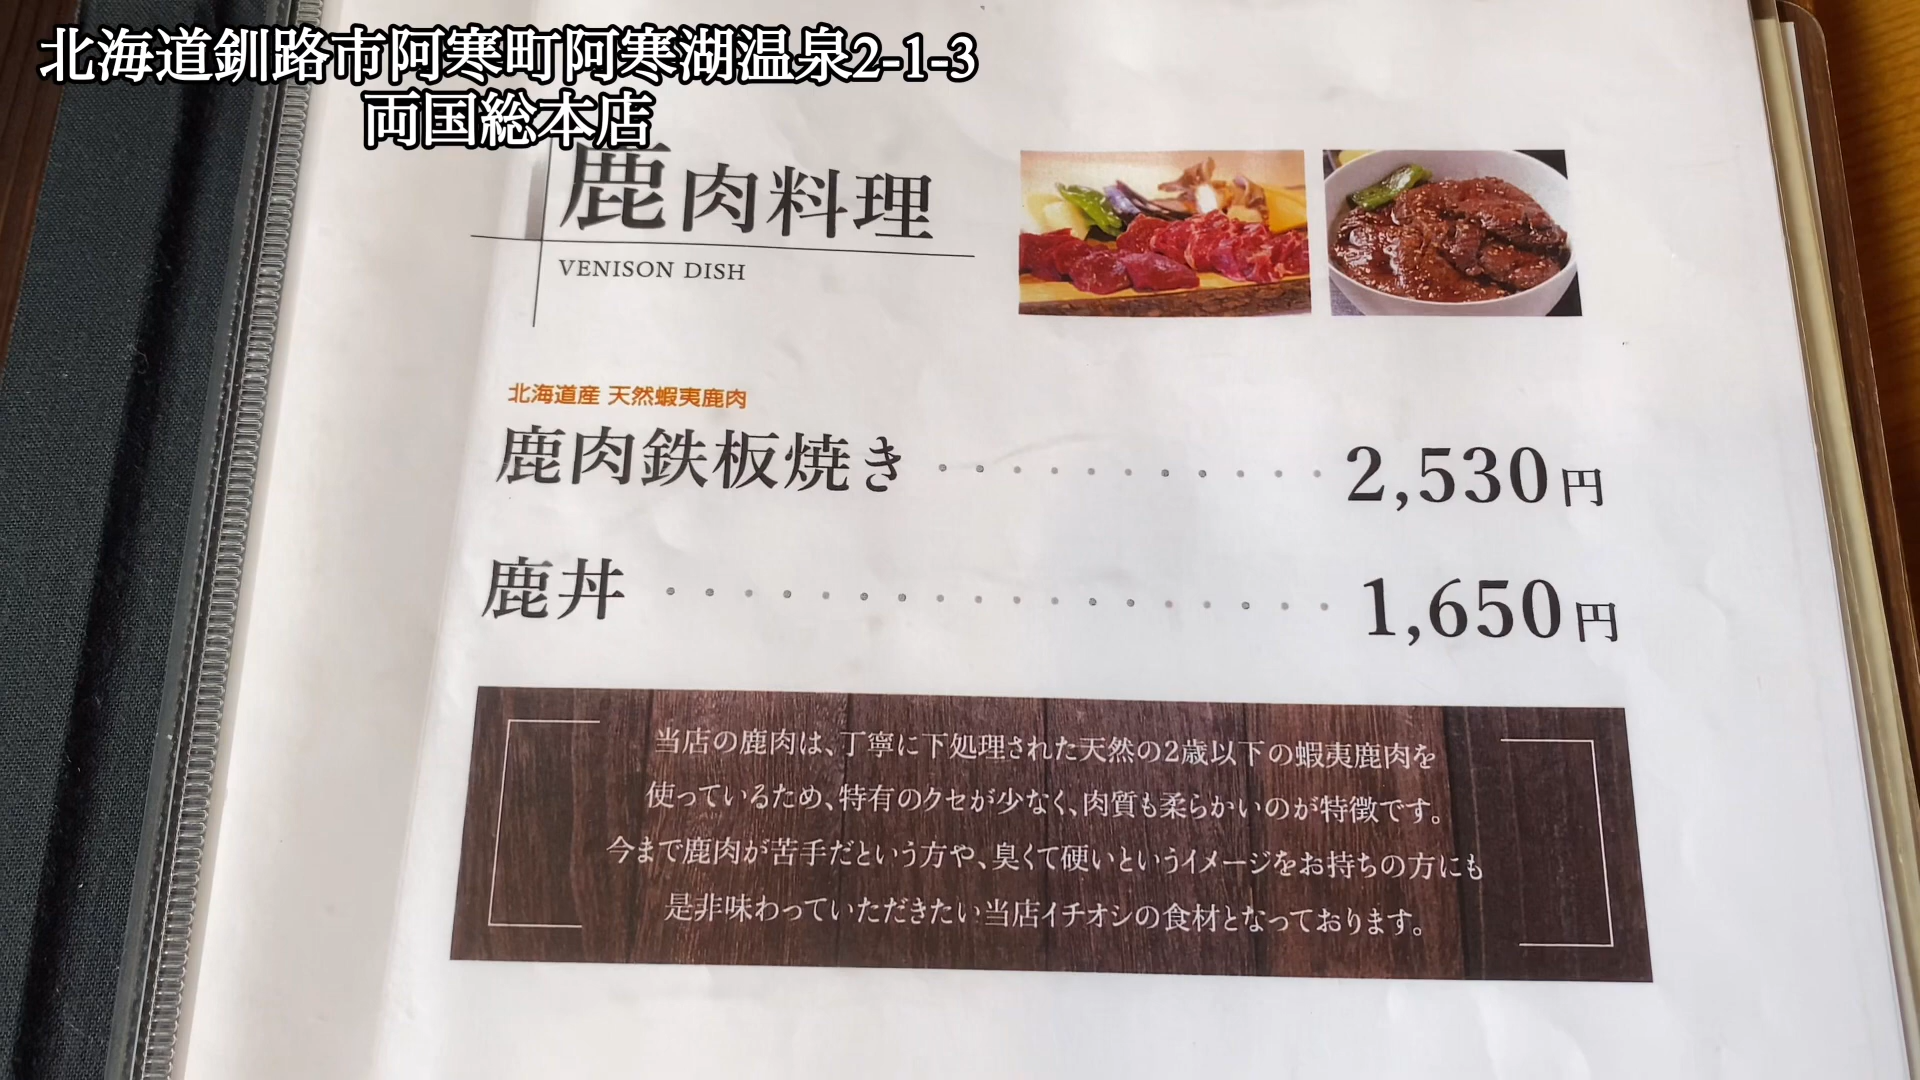 北海道釧路市阿寒町阿寒湖温泉2-1-3
両国総本店
鹿肉料理
VENISON DISH
北海道産 天然蝦夷鹿肉
鹿肉鉄板焼き 2,530円
鹿丼 1,650円
当店の鹿肉は、丁寧に下処理された天然の2歳以下の蝦夷鹿肉を
使っているため、特有のクセが少なく、肉質も柔らかいのが特徴です。
今まで鹿肉が苦手だという方や、臭くて硬いというイメージをお持ちの方にも
是非味わっていただきたい当店イチオシの食材となっております。